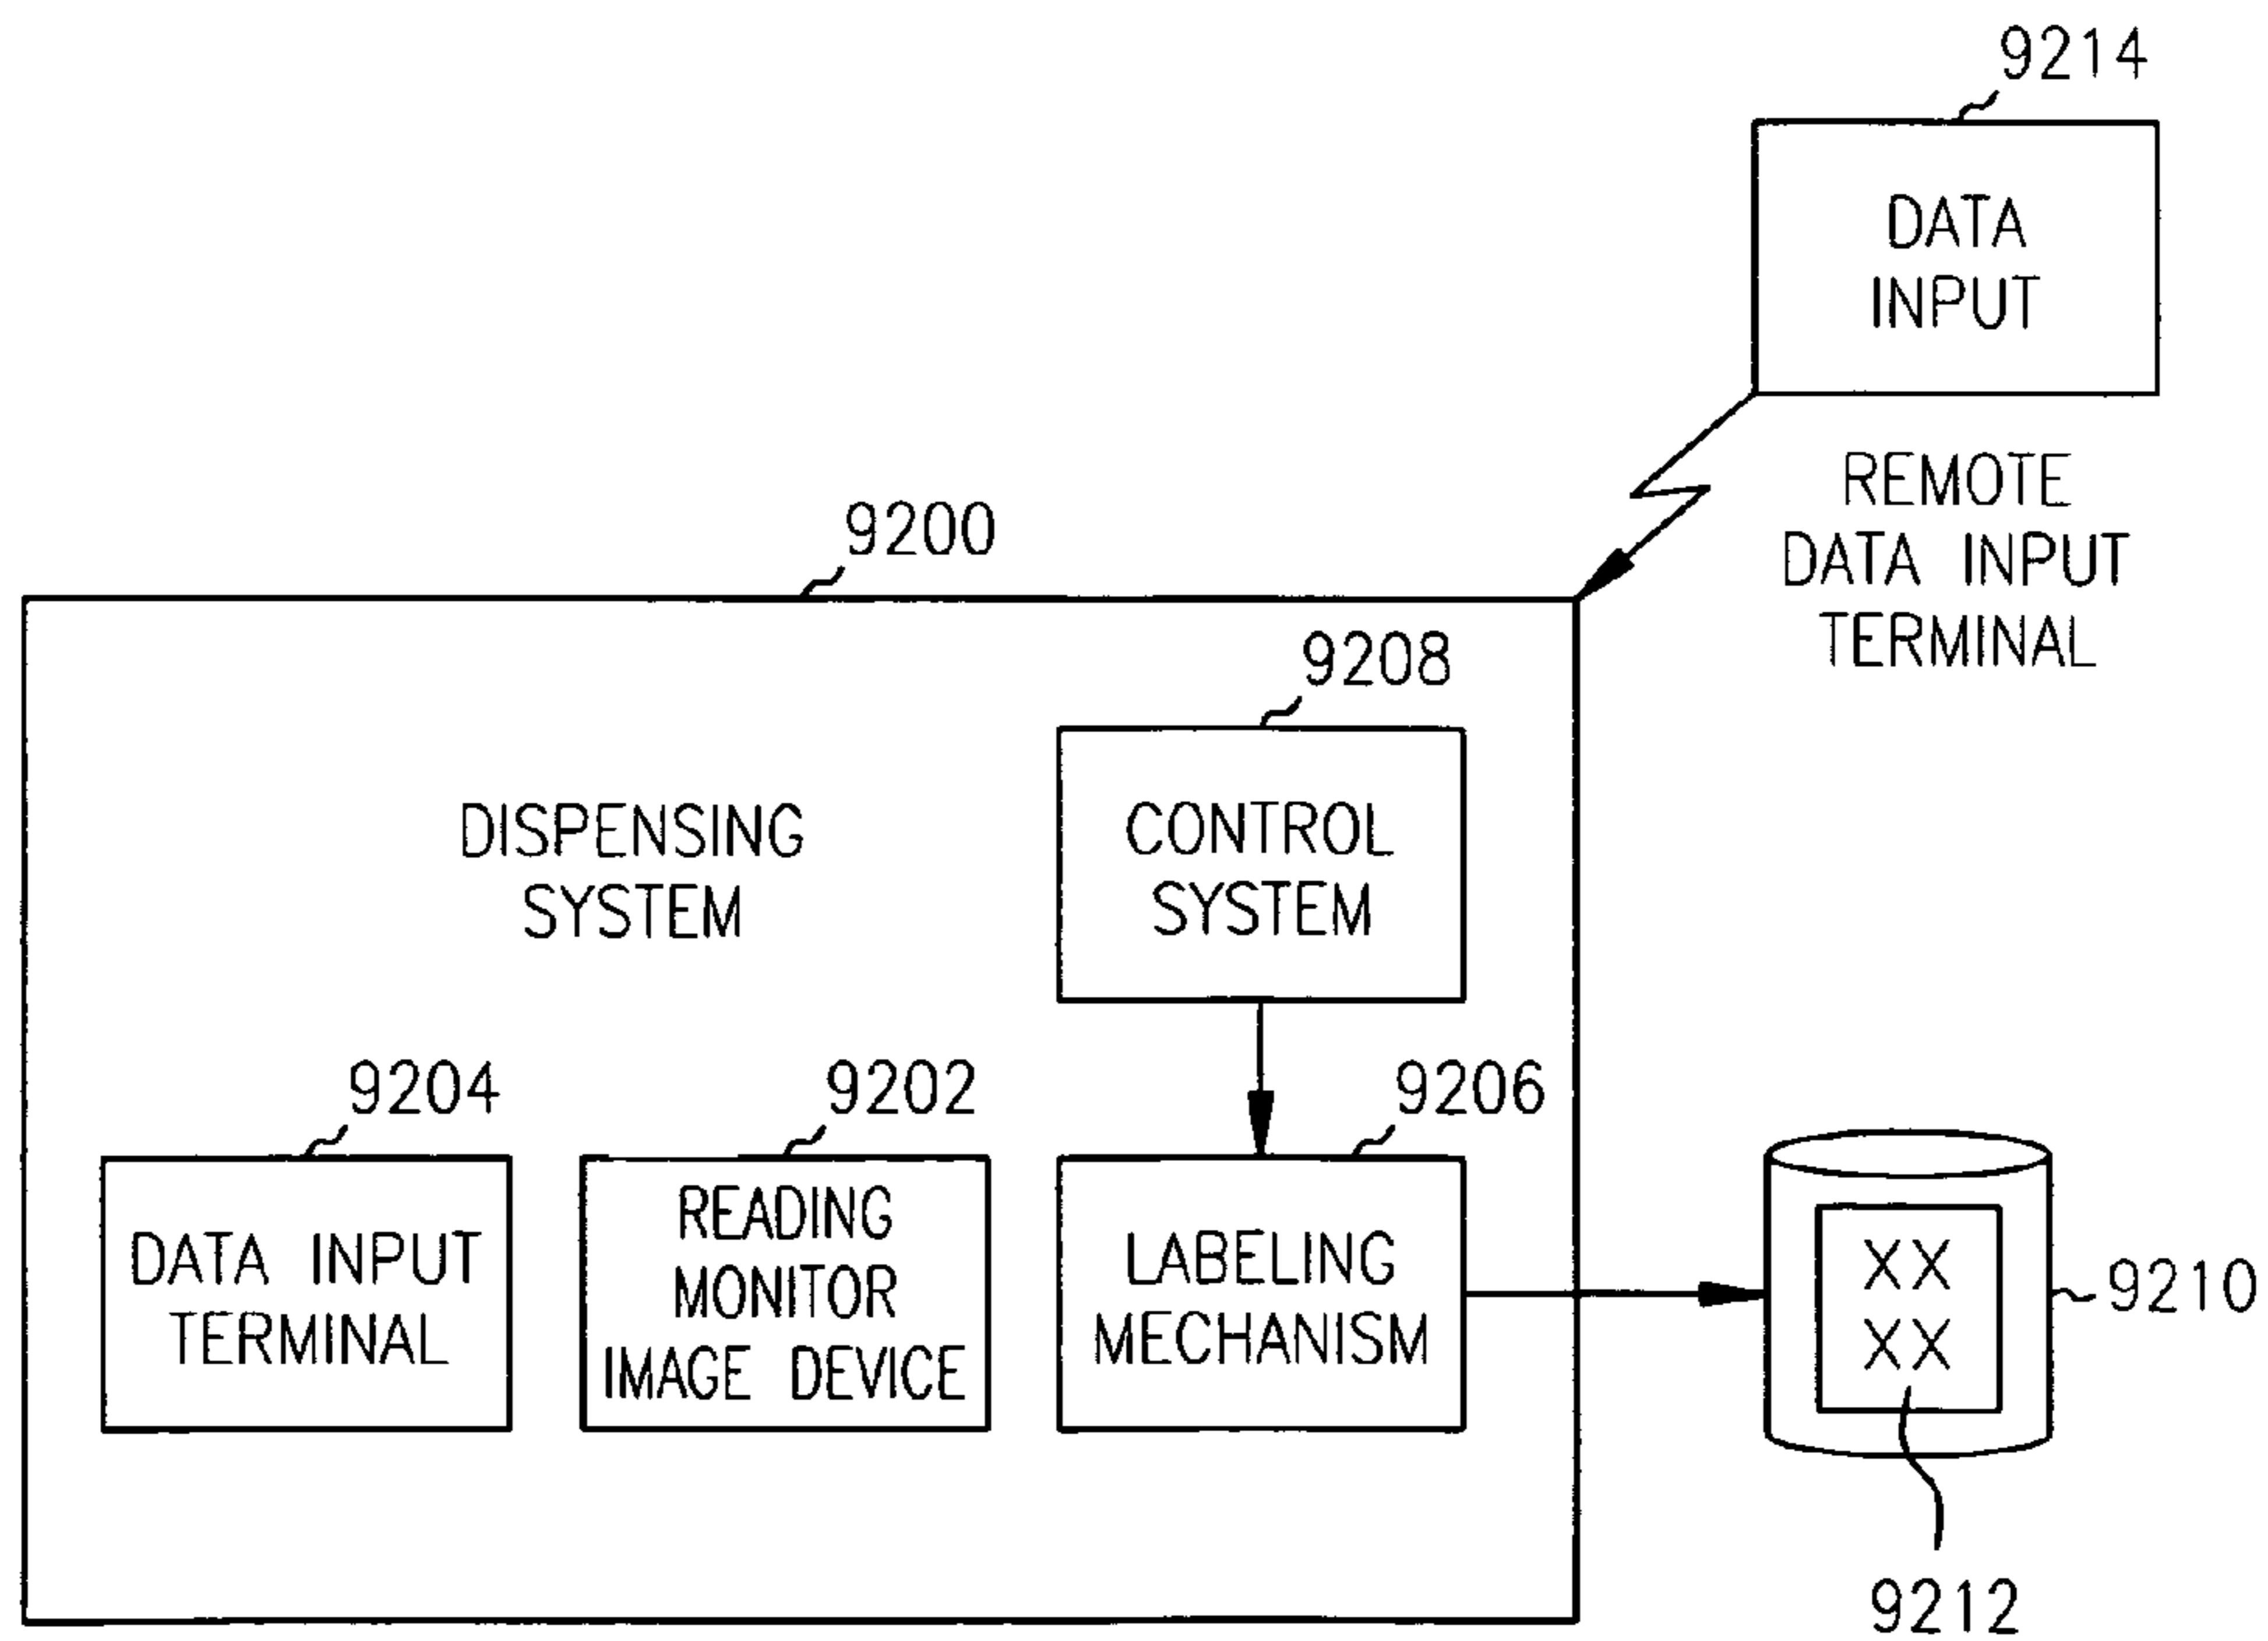 9214
DATA
INPUT
REMOTE
DATA INPUT
TERMINAL
9200
9208
DISPENSING
SYSTEM
CONTROL
SYSTEM
9204
9202
9206
DATA INPUT
TERMINAL
READING
MONITOR
IMAGE DEVICE
LABELING
MECHANISM
XX
XX
9210
9212